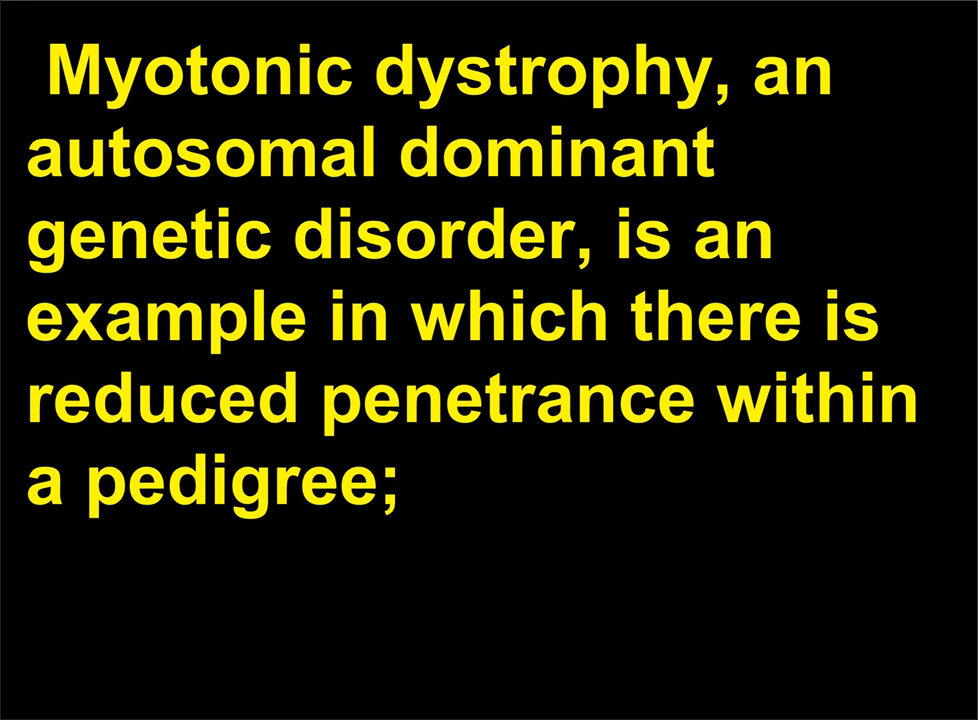 Myotonic dystrophy, an
autosomal dominant
genetic disorder, is an
example in which there is
reduced penetrance within
a pedigree;